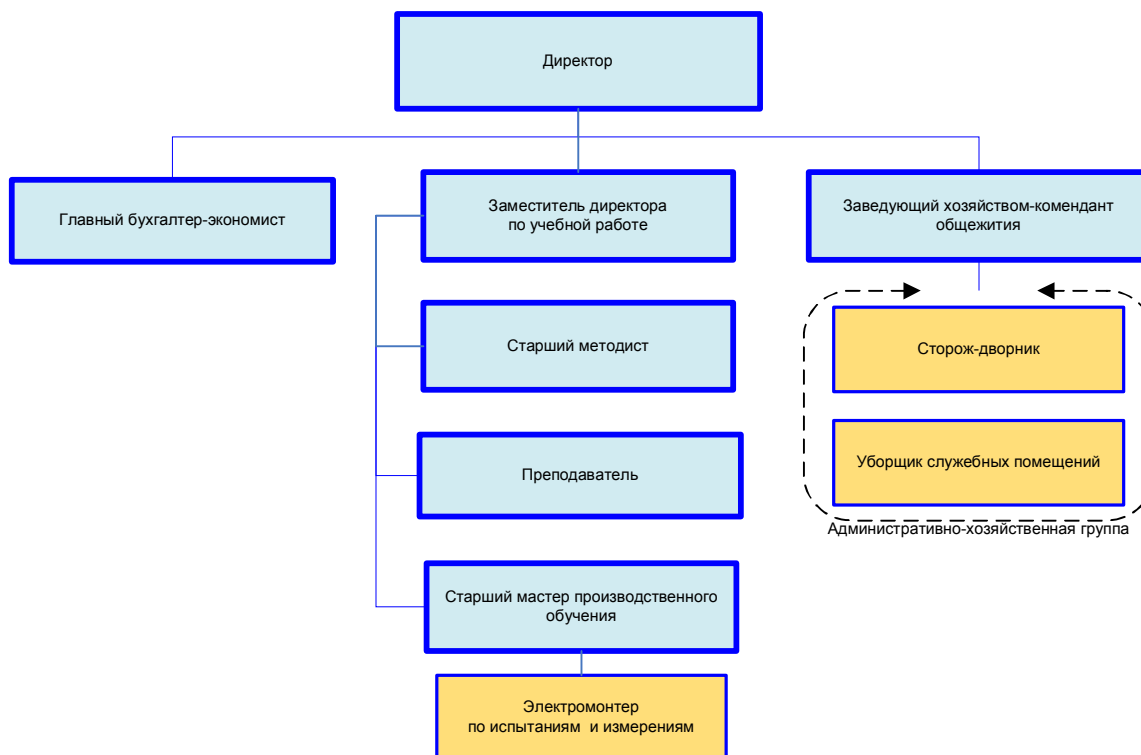 Директор
Главный бухгалтер-экономист
Заместитель директора
по учебной работе
Заведующий хозяйством-комендант
общежития
Старший методист
Сторож-дворник
Преподаватель
Уборщик служебных помещений
Административно-хозяйственная группа
Старший мастер производственного
обучения
Электромонтер
по испытаниям и измерениям